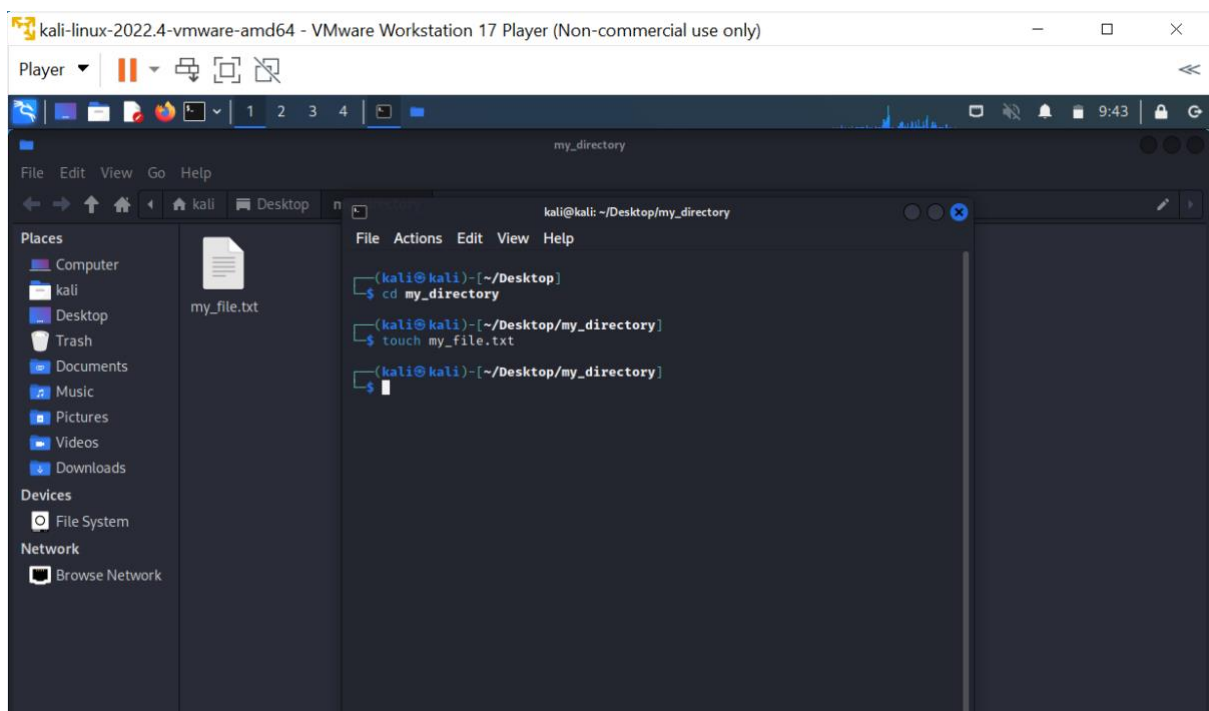 kali-linux-2022.4-vmware-amd64 - VMware Workstation 17 Player (Non-commercial use only)
Player
1 2 3 4
9:43
my_directory
File Edit View Go Help
kali Desktop
Places
Computer
kali
Desktop
Trash
Documents
Music
Pictures
Videos
Downloads
Devices
File System
Network
Browse Network
my_file.txt
kali@kali: ~/Desktop/my_directory
File Actions Edit View Help
┌──(kali㉿kali)-[~/Desktop]
└─$ cd my_directory
┌──(kali㉿kali)-[~/Desktop/my_directory]
└─$ touch my_file.txt
┌──(kali㉿kali)-[~/Desktop/my_directory]
└─$